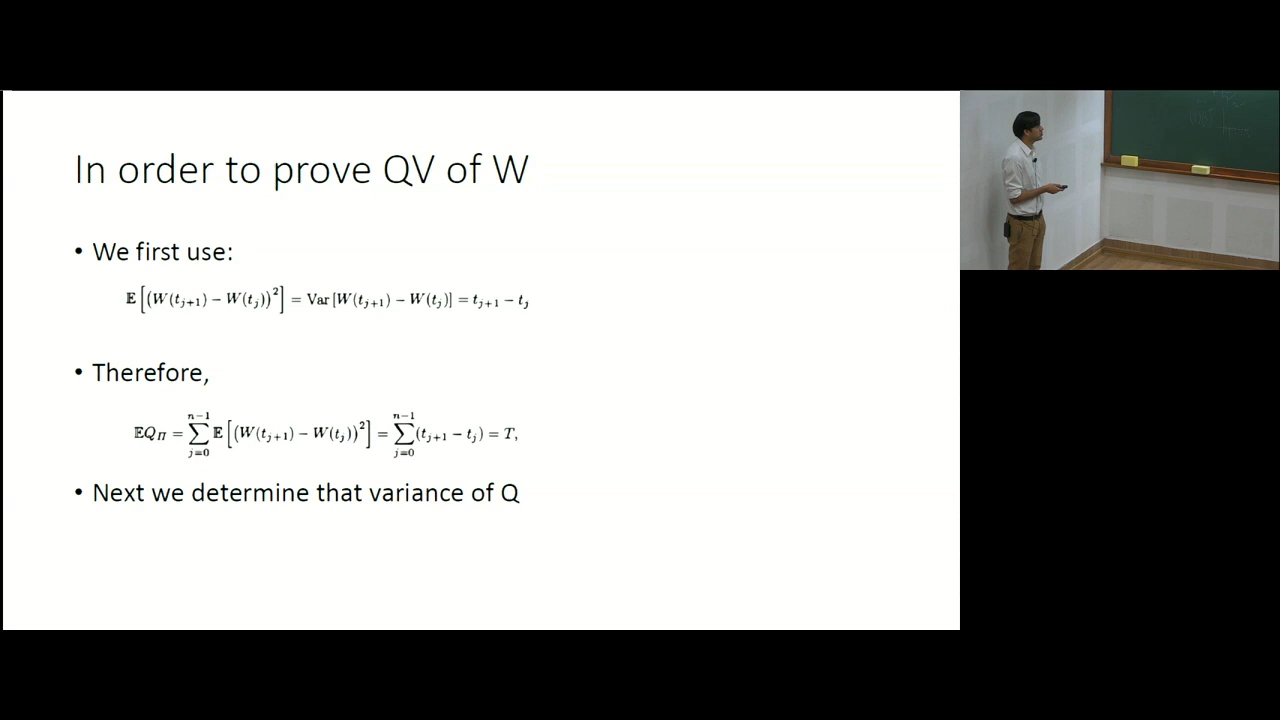 In order to prove QV of W
• We first use:
𝔼[(W(t_{j+1}) − W(t_j))²] = Var[W(t_{j+1}) − W(t_j)] = t_{j+1} − t_j
• Therefore,
𝔼Q_Π = ∑_{j=0}^{n−1} 𝔼[(W(t_{j+1}) − W(t_j))²] = ∑_{j=0}^{n−1} (t_{j+1} − t_j) = T,
• Next we determine that variance of Q